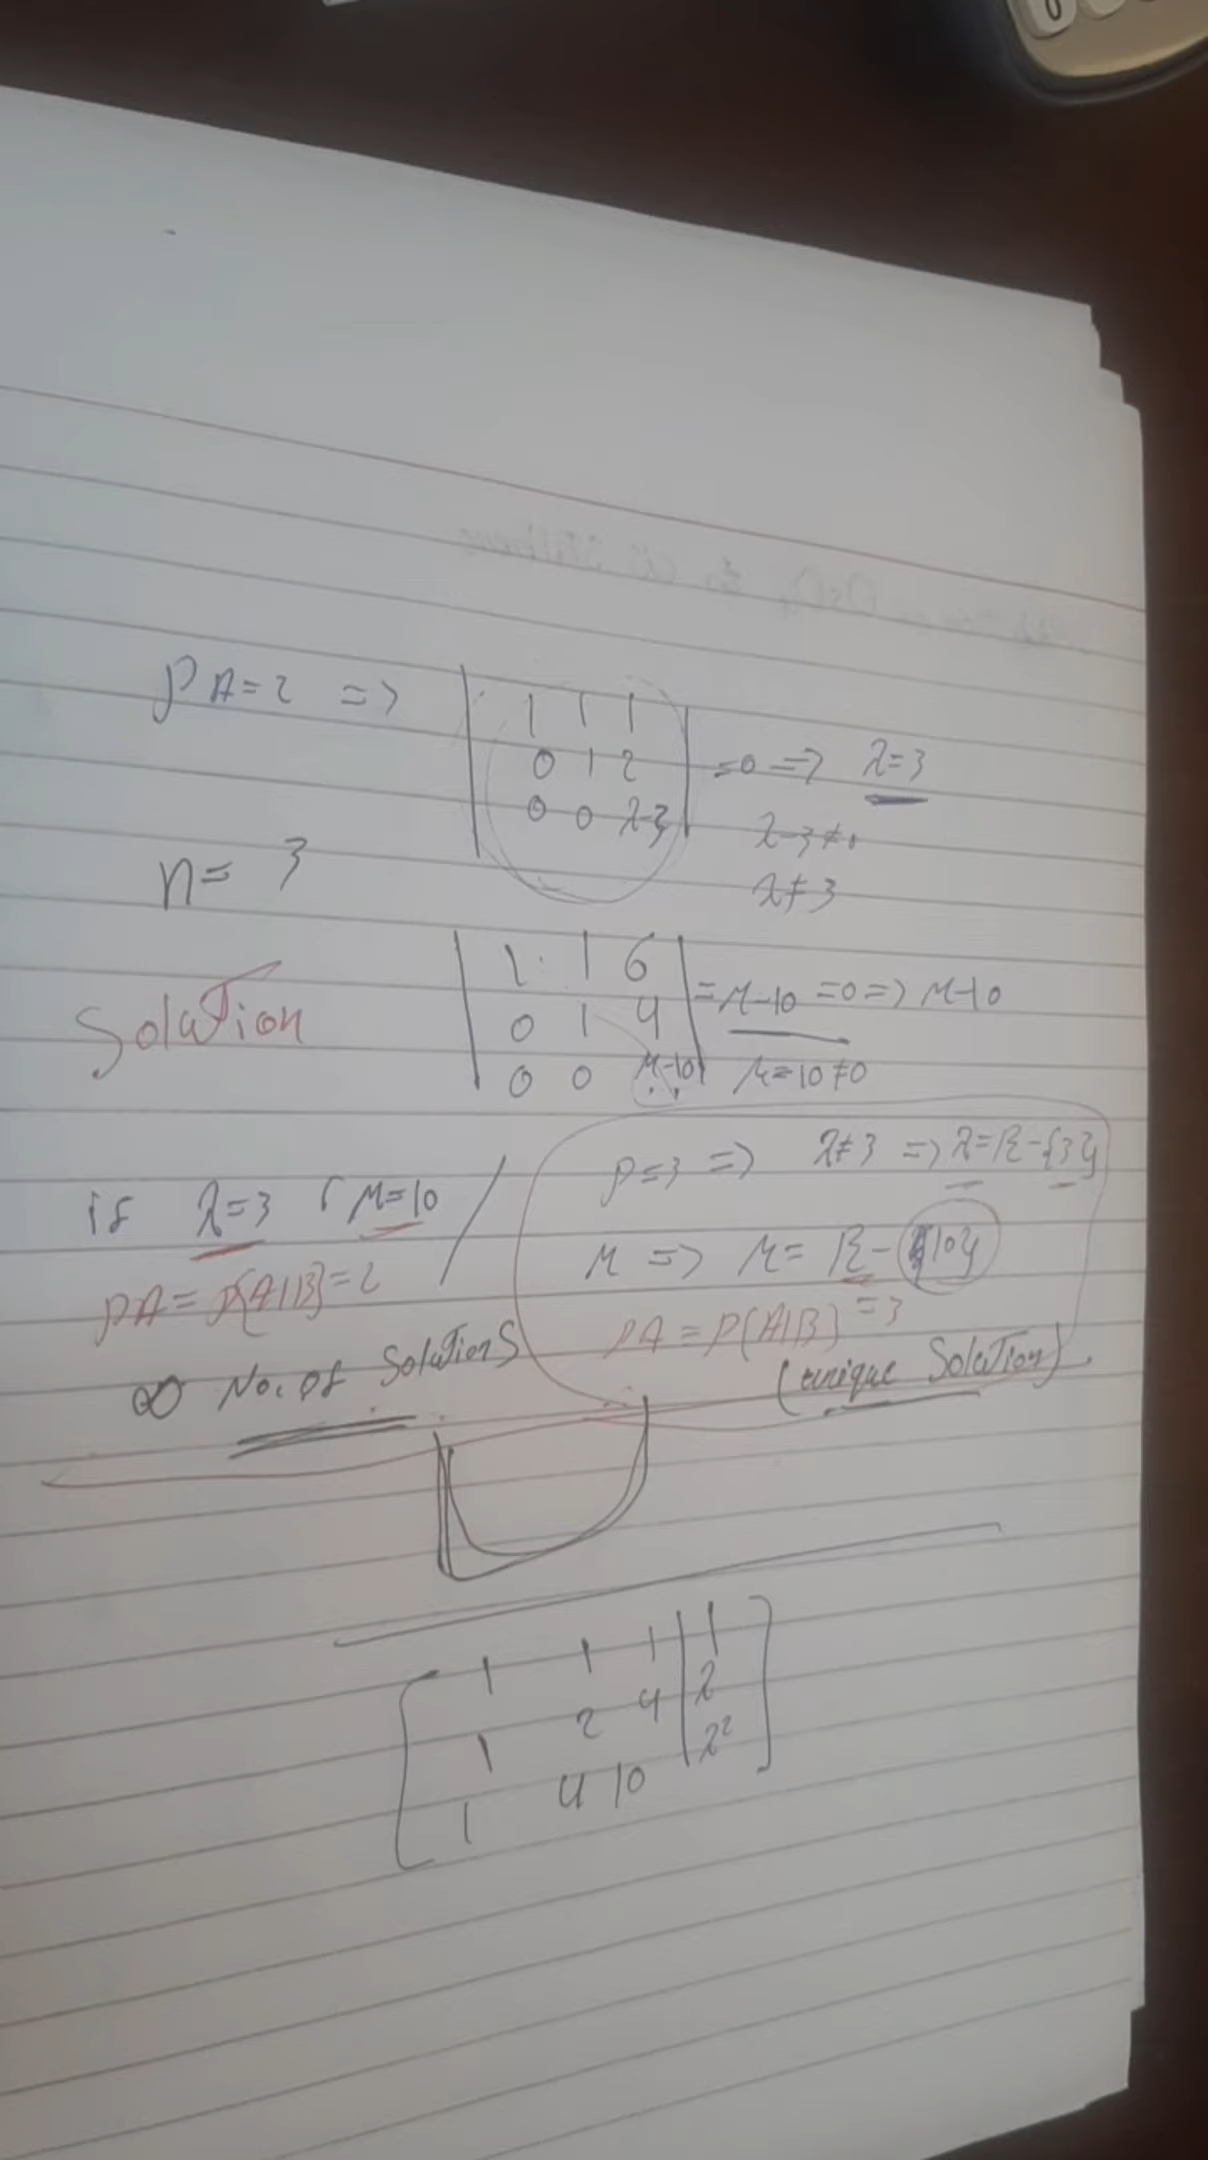 ρA=2 => | 1 1 1 |
| 0 1 2 | =0 => λ=3
| 0 0 λ-3 | λ-3≠0
n= 3 λ≠3
| 1 1 6 |
Solution | 0 1 4 | = μ-10 =0 => μ=10
| 0 0 μ-10 | μ=10≠0
ρ=3 => λ≠3 => λ=R-{3}
if λ=3 , μ=10 /
μ => μ= R-{10}
ρA= ρ(A|B)=2
ρA=ρ(A|B)=3
∞ No. of Solutions
(unique Solution).
[ 1 1 1 | 1 ]
[ 1 2 4 | λ ]
[ 1 4 10 | λ² ]